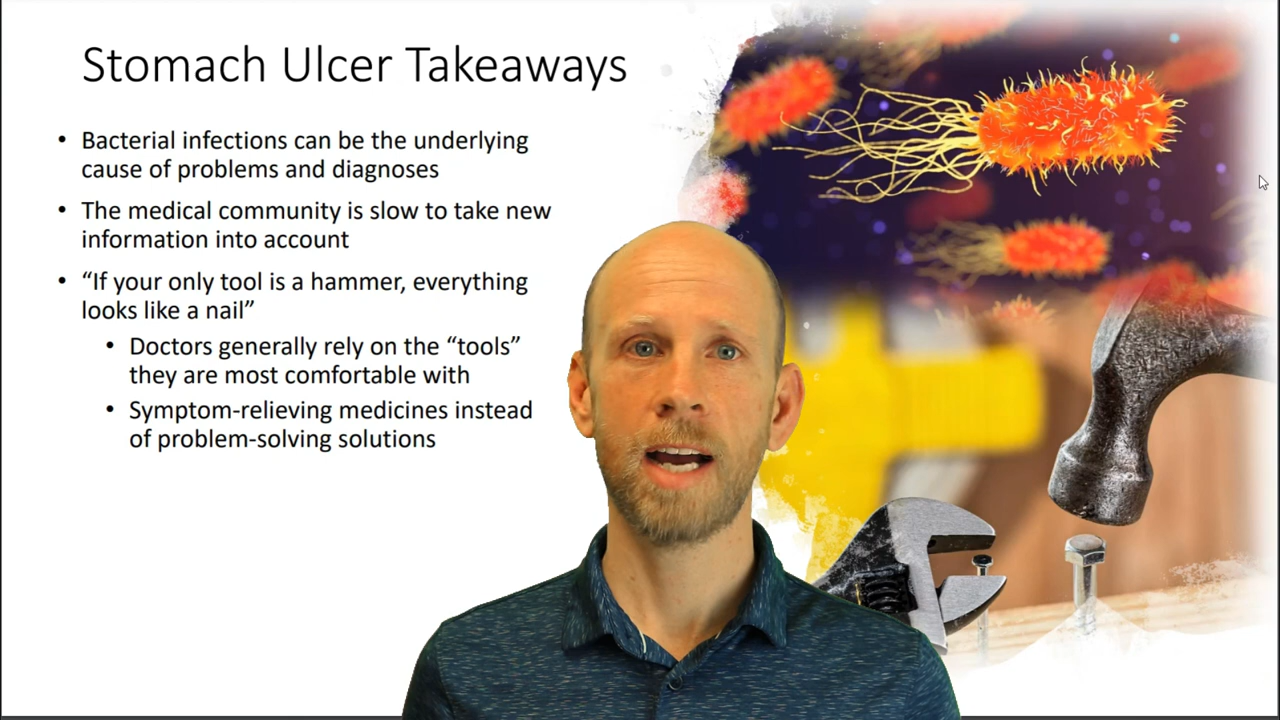 Stomach Ulcer Takeaways
• Bacterial infections can be the underlying
cause of problems and diagnoses
• The medical community is slow to take new
information into account
• “If your only tool is a hammer, everything
looks like a nail”
• Doctors generally rely on the “tools”
they are most comfortable with
• Symptom-relieving medicines instead
of problem-solving solutions